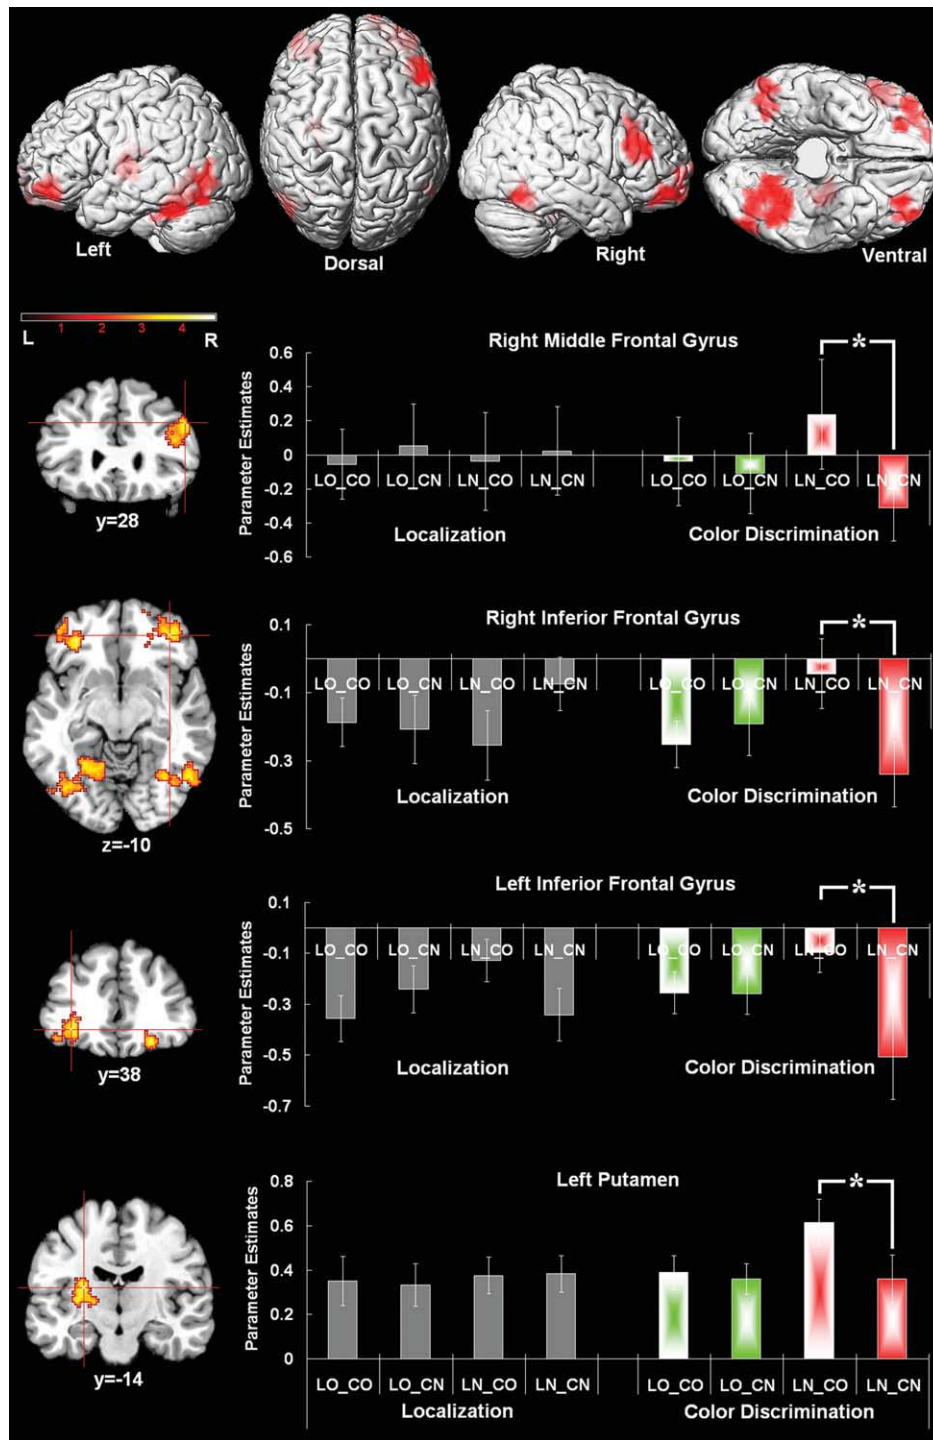 Left
Dorsal
Right
Ventral
1 2 3 4
L R
Right Middle Frontal Gyrus
Parameter Estimates
0.6
0.4
0.2
0
-0.2
-0.4
-0.6
LO_CO LO_CN LN_CO LN_CN LO_CO LO_CN LN_CO LN_CN
Localization Color Discrimination
*
y=28
Right Inferior Frontal Gyrus
Parameter Estimates
0.1
-0.1
-0.3
-0.5
LO_CO LO_CN LN_CO LN_CN LO_CO LO_CN LN_CO LN_CN
Localization Color Discrimination
*
z=-10
Left Inferior Frontal Gyrus
Parameter Estimates
0.1
-0.1
-0.3
-0.5
-0.7
LO_CO LO_CN LN_CO LN_CN LO_CO LO_CN LN_CO LN_CN
Localization Color Discrimination
*
y=38
Left Putamen
Parameter Estimates
0.8
0.6
0.4
0.2
0
*
y=-14
LO_CO LO_CN LN_CO LN_CN LO_CO LO_CN LN_CO LN_CN
Localization Color Discrimination